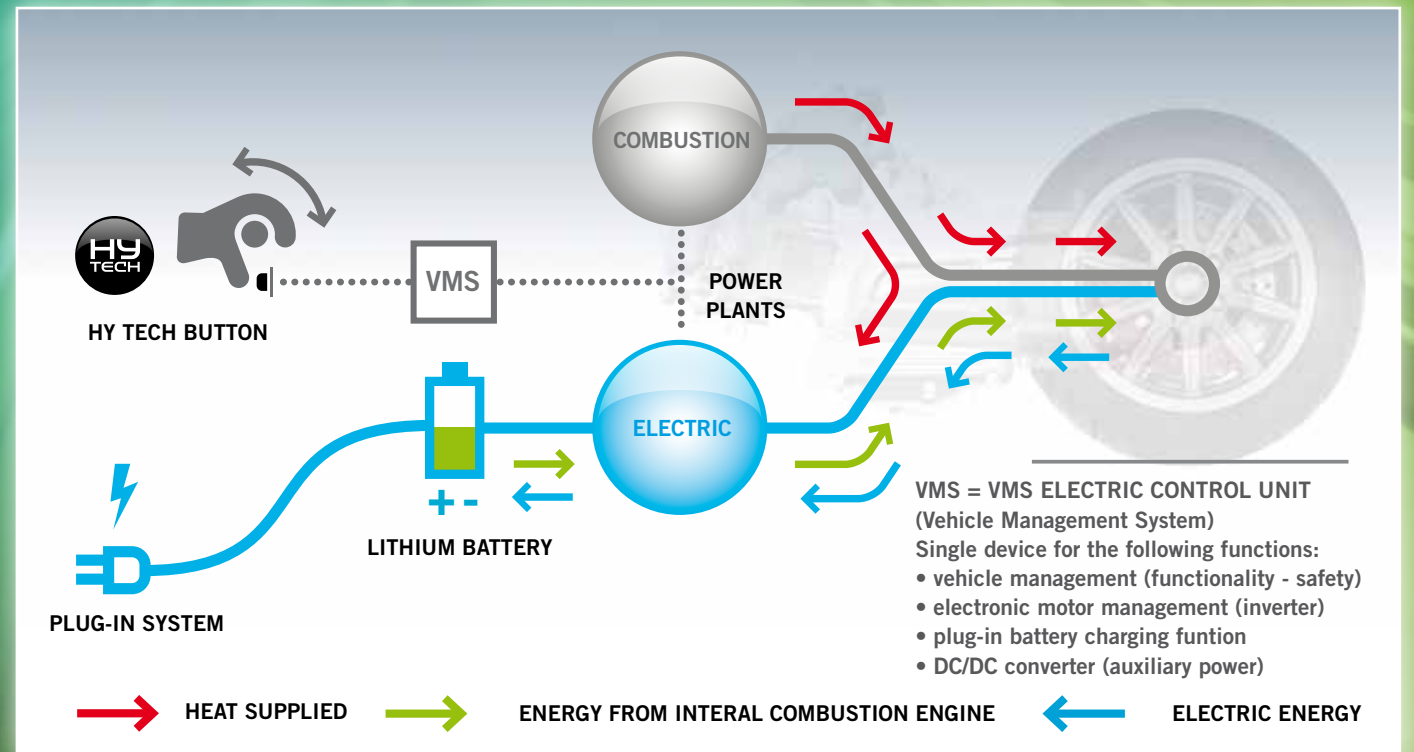 COMBUSTION
HY
TECH
VMS
POWER
PLANTS
HY TECH BUTTON
ELECTRIC
+ -
LITHIUM BATTERY
PLUG-IN SYSTEM
VMS = VMS ELECTRIC CONTROL UNIT
(Vehicle Management System)
Single device for the following functions:
• vehicle management (functionality - safety)
• electronic motor management (inverter)
• plug-in battery charging funtion
• DC/DC converter (auxiliary power)
HEAT SUPPLIED
ENERGY FROM INTERAL COMBUSTION ENGINE
ELECTRIC ENERGY